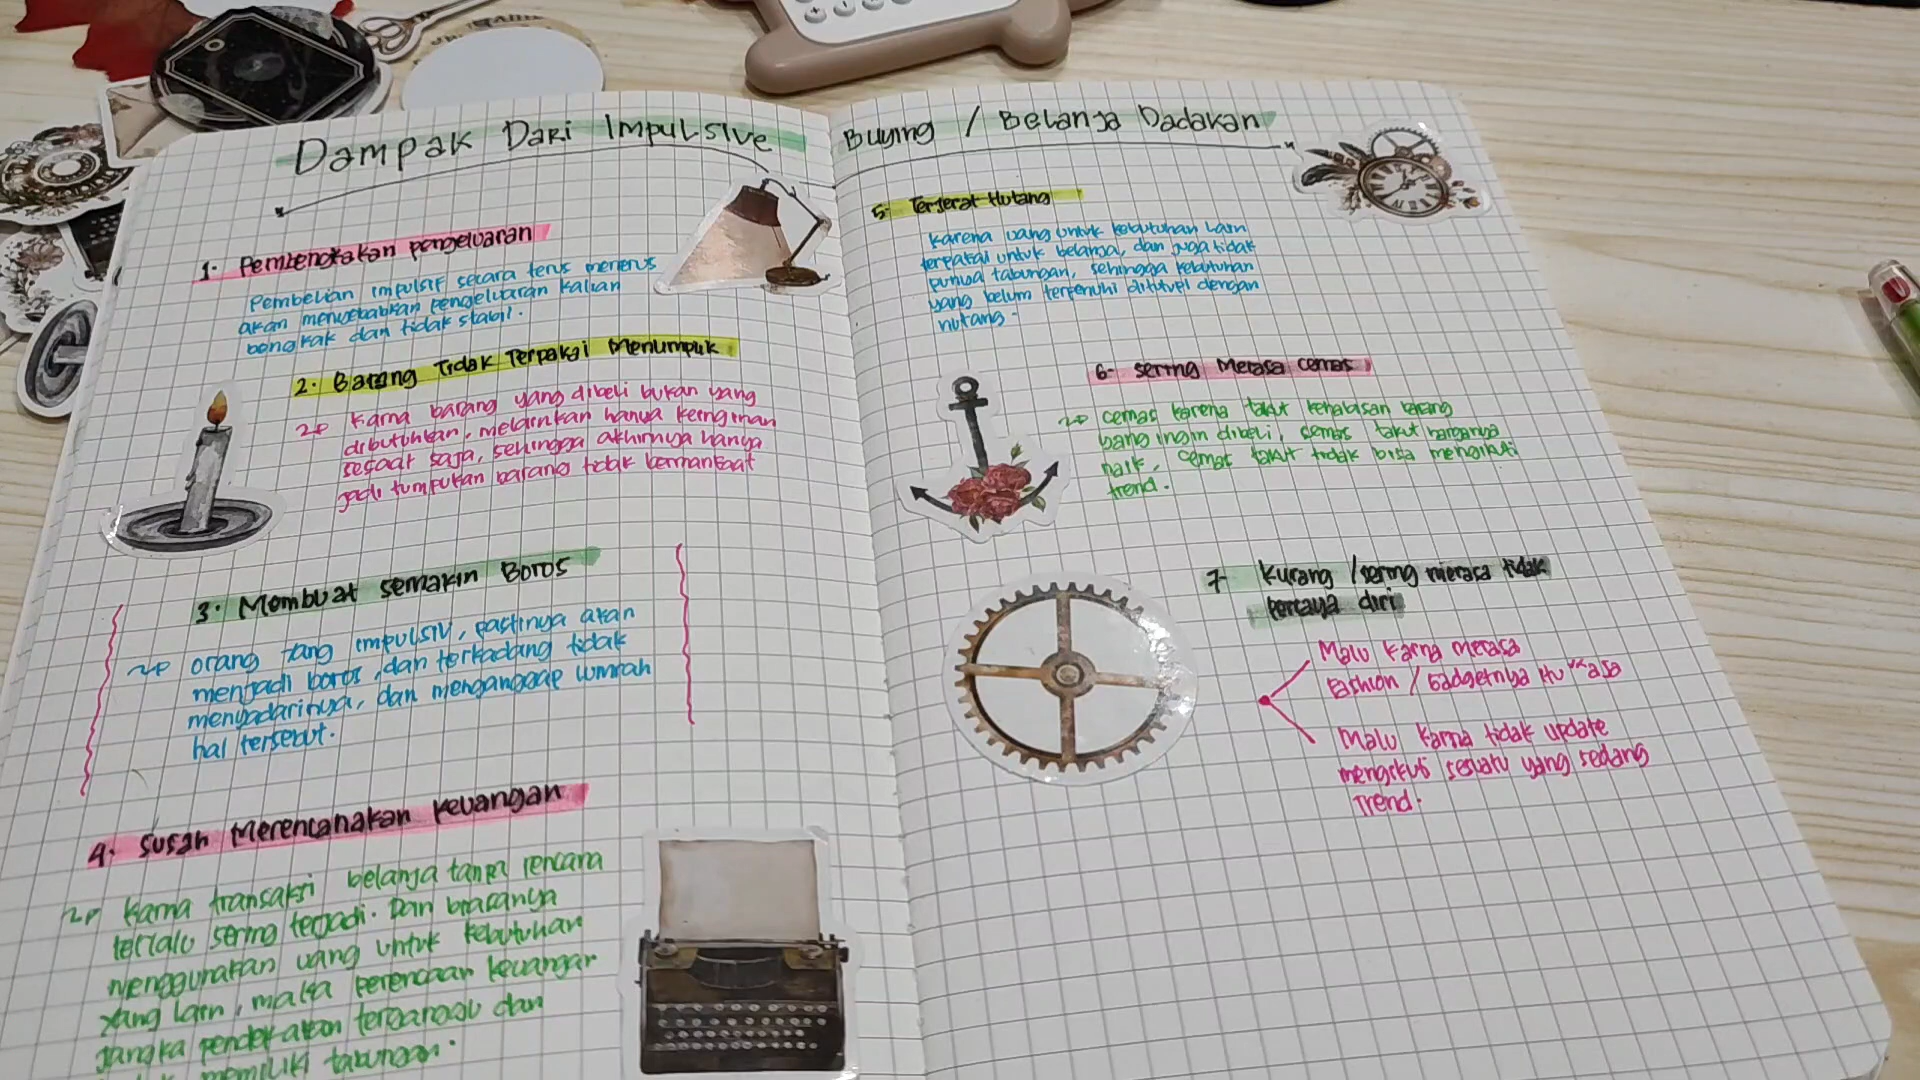 Dampak Dari Impulsive Buying / Belanja Dadakan
1. Pembengkakan pengeluaran
Pembelian impulsif secara terus menerus
akan menyebabkan pengeluaran kalian
bengkak dan tidak stabil.
2. Barang Tidak Terpakai Menumpuk
Karna barang yang dibeli bukan yang
dibutuhkan, melainkan hanya keinginan
sesaat saja, sehingga akhirnya hanya
jadi tumpukan barang tidak bermanfaat
3. Membuat semakin Boros
orang yang impulsiv, pastinya akan
menjadi boros, dan terkadang tidak
menyadarinya, dan menganggap lumrah
hal tersebut.
4. Susah Merencanakan Keuangan
Karna transaksi belanja tanpa rencana
terlalu sering terjadi. Dan biasanya
menggunakan uang untuk kebutuhan
yang lain, maka perencaan keuangan
jangka pendek akan terganggu dan
memiliki tabungan.
5. Terjerat Hutang
karena uang untuk kebutuhan lain
terpakai untuk belanja, dan juga tidak
punya tabungan, sehingga kebutuhan
yang belum terpenuhi ditutupi dengan
hutang.
6. Sering Merasa cemas
cemas karena takut kehabisan barang
yang ingin dibeli, cemas takut harganya
naik, cemas takut tidak bisa mengikuti
trend.
7. Kurang / sering merasa tidak
percaya diri
Malu karna merasa
fashion / gadgetnya itu" aja
Malu karna tidak update
mengikuti sesuatu yang sedang
Trend.